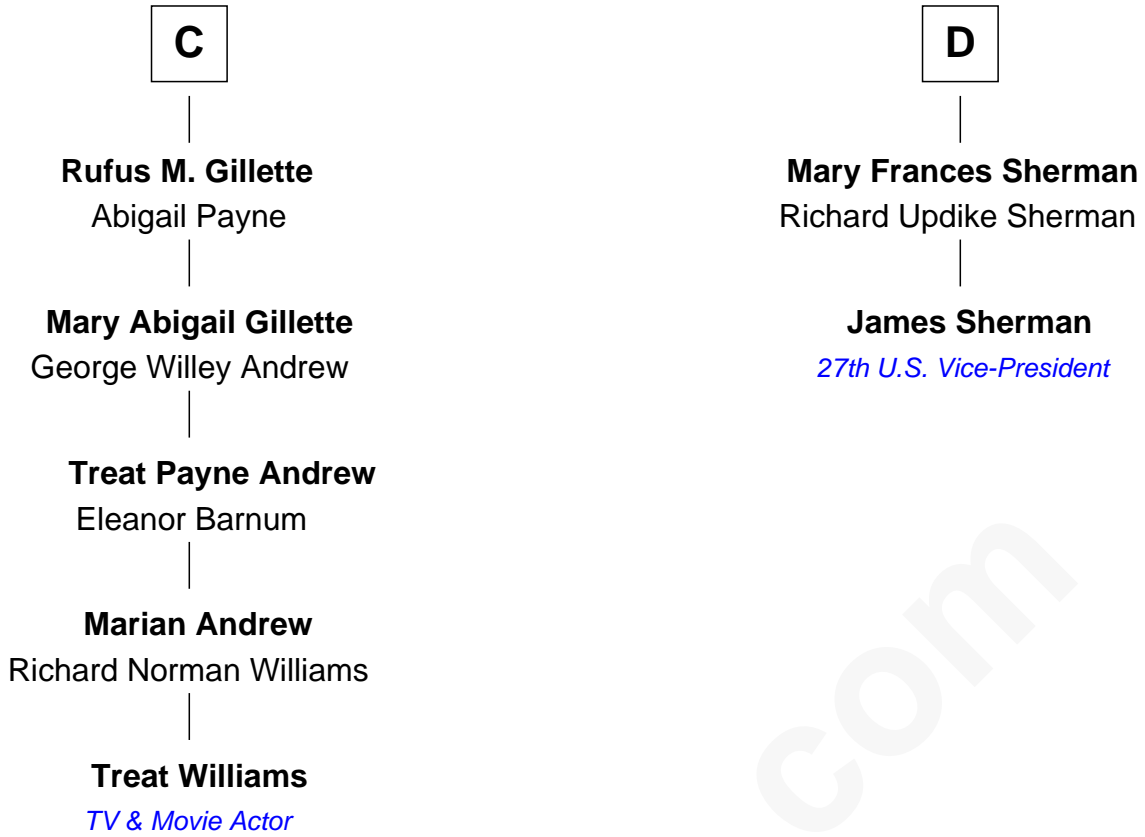 C
Rufus M. Gillette
Abigail Payne
Mary Abigail Gillette
George Willey Andrew
Treat Payne Andrew
Eleanor Barnum
Marian Andrew
Richard Norman Williams
Treat Williams
TV & Movie Actor
D
Mary Frances Sherman
Richard Updike Sherman
James Sherman
27th U.S. Vice-President
com